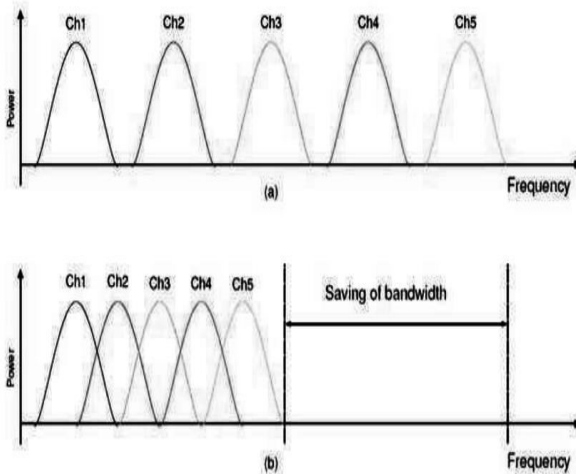 Ch1 Ch2 Ch3 Ch4 Ch5
Power
Frequency
(a)
Ch1 Ch2 Ch3 Ch4 Ch5
Saving of bandwidth
Power
Frequency
(b)